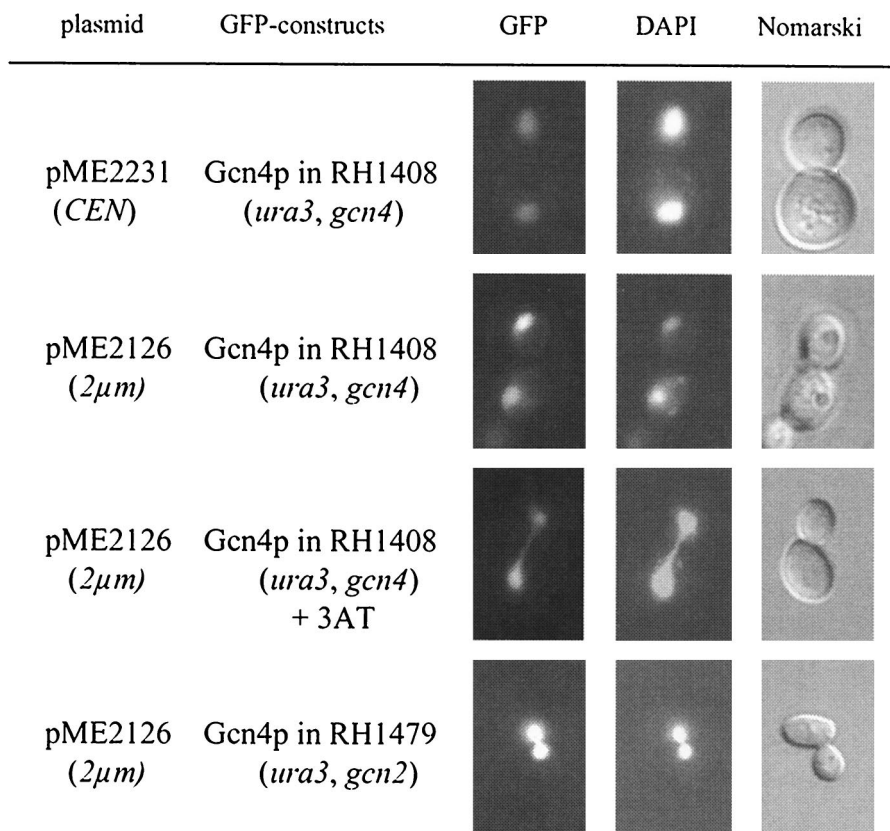 plasmid GFP-constructs GFP DAPI Nomarski
pME2231 Gcn4p in RH1408
(CEN) (ura3, gcn4)
pME2126 Gcn4p in RH1408
(2µm) (ura3, gcn4)
pME2126 Gcn4p in RH1408
(2µm) (ura3, gcn4)
+ 3AT
pME2126 Gcn4p in RH1479
(2µm) (ura3, gcn2)